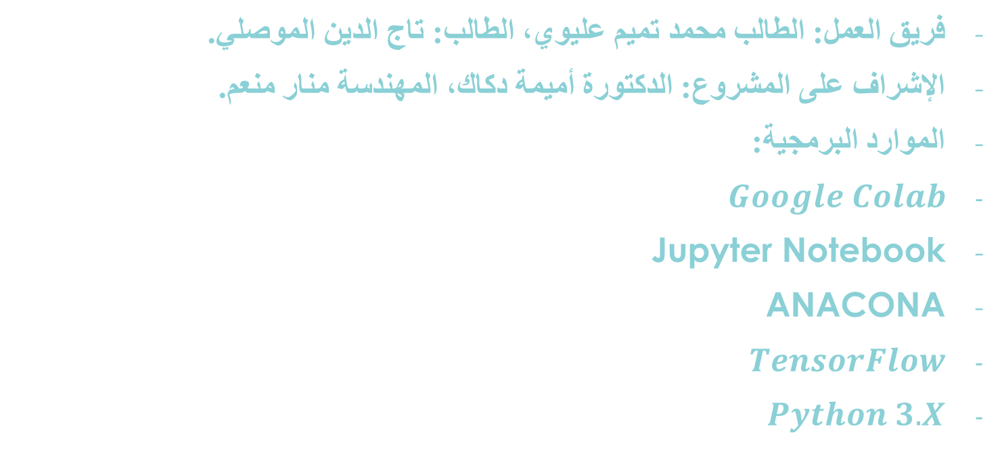 - فريق العمل: الطالب محمد تميم عليوي، الطالب: تاج الدين الموصلي.
- الإشراف على المشروع: الدكتورة أميمة دكاك، المهندسة منار منعم.
- الموارد البرمجية:
- Google Colab
- Jupyter Notebook
- ANACONA
- TensorFlow
- Python 3.X